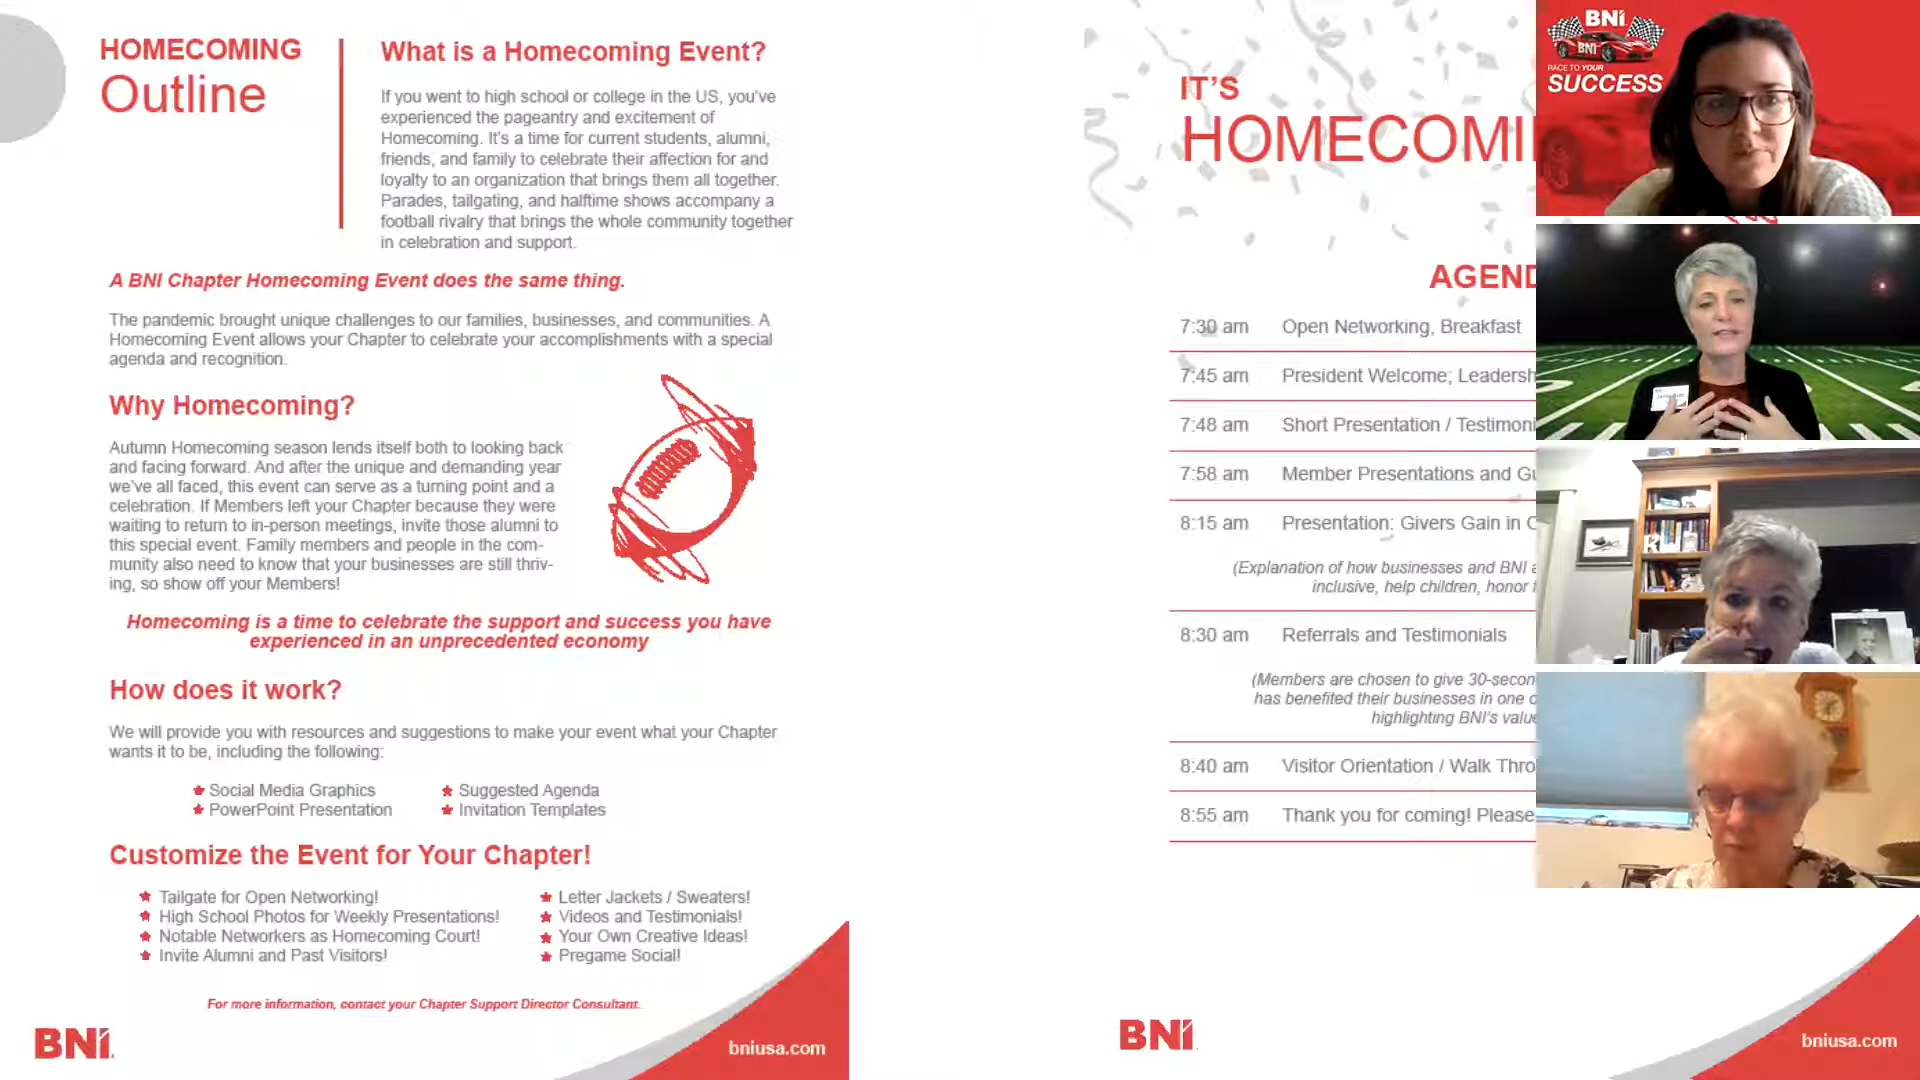 HOMECOMING
Outline
What is a Homecoming Event?
If you went to high school or college in the US, you've
experienced the pageantry and excitement of
Homecoming. It's a time for current students, alumni,
friends, and family to celebrate their affection for and
loyalty to an organization that brings them all together.
Parades, tailgating, and halftime shows accompany a
football rivalry that brings the whole community together
in celebration and support.
A BNI Chapter Homecoming Event does the same thing.
The pandemic brought unique challenges to our families, businesses, and communities. A
Homecoming Event allows your Chapter to celebrate your accomplishments with a special
agenda and recognition.
Why Homecoming?
Autumn Homecoming season lends itself both to looking back
and facing forward. And after the unique and demanding year
we've all faced, this event can serve as a turning point and a
celebration. If Members left your Chapter because they were
waiting to return to in-person meetings, invite those alumni to
this special event. Family members and people in the com-
munity also need to know that your businesses are still thriv-
ing, so show off your Members!
Homecoming is a time to celebrate the support and success you have
experienced in an unprecedented economy
How does it work?
We will provide you with resources and suggestions to make your event what your Chapter
wants it to be, including the following:
Social Media Graphics
PowerPoint Presentation
Suggested Agenda
Invitation Templates
Customize the Event for Your Chapter!
Tailgate for Open Networking!
High School Photos for Weekly Presentations!
Notable Networkers as Homecoming Court!
Invite Alumni and Past Visitors!
Letter Jackets / Sweaters!
Videos and Testimonials!
Your Own Creative Ideas!
Pregame Social!
For more information, contact your Chapter Support Director Consultant.
BNI
bniusa.com
IT'S
HOMECOMI
AGEND
7:30 am Open Networking, Breakfast
7:45 am President Welcome; Leadersh
7:48 am Short Presentation / Testimoni
7:58 am Member Presentations and Gu
8:15 am Presentation: Givers Gain in C
(Explanation of how businesses and BNI a
inclusive, help children, honor
8:30 am Referrals and Testimonials
(Members are chosen to give 30-secon
has benefited their businesses in one o
highlighting BNI's value
8:40 am Visitor Orientation / Walk Thro
8:55 am Thank you for coming! Please
BNI
bniusa.com
BNI
BNI
RACE TO YOUR
SUCCESS